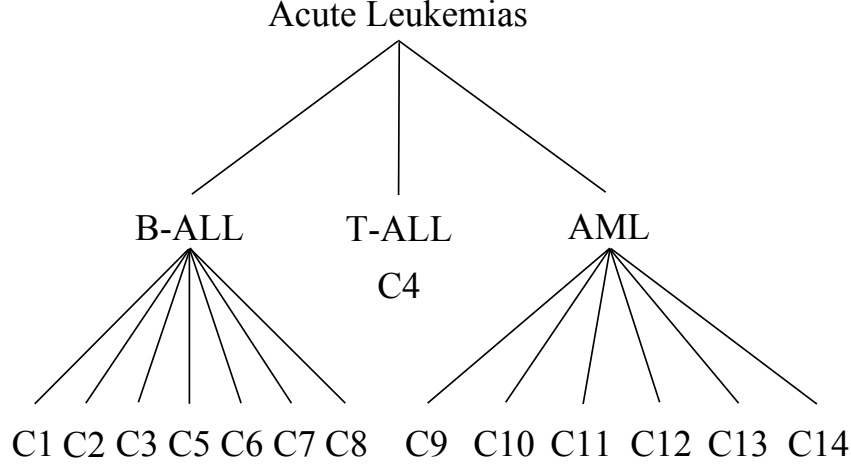 Acute Leukemias
B-ALL T-ALL AML
C4
C1 C2 C3 C5 C6 C7 C8 C9 C10 C11 C12 C13 C14